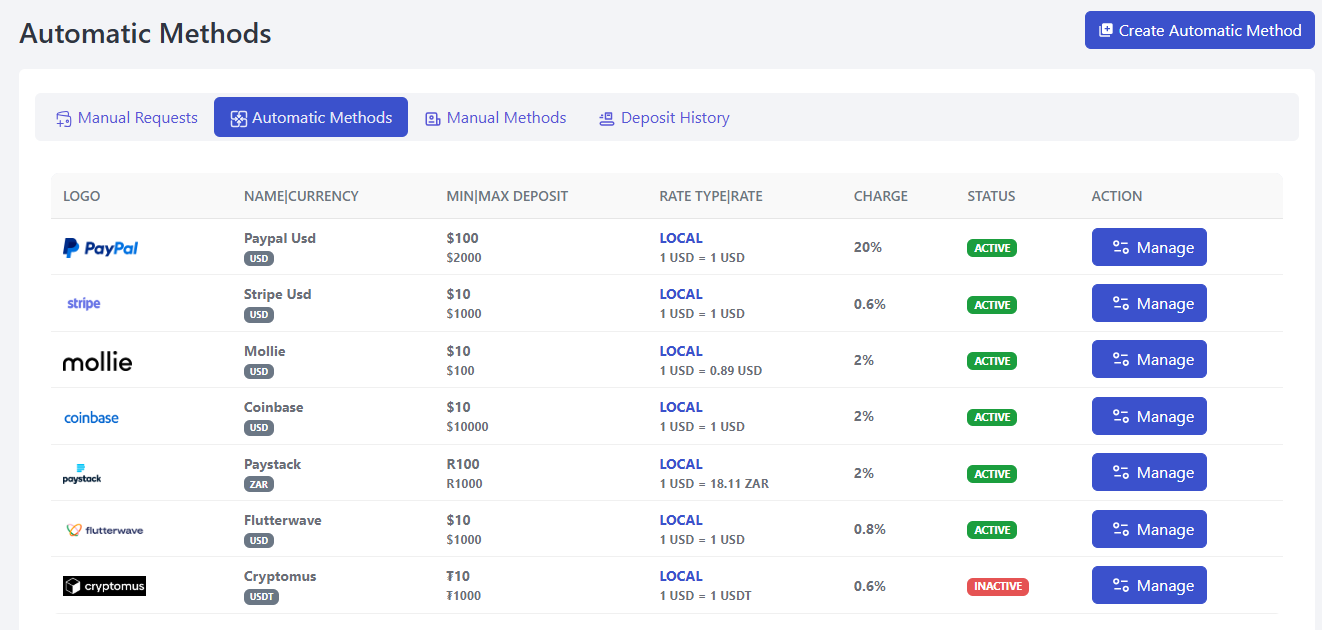 Automatic Methods
Create Automatic Method
Manual Requests
Automatic Methods
Manual Methods
Deposit History
LOGO NAME|CURRENCY MIN|MAX DEPOSIT RATE TYPE|RATE CHARGE STATUS ACTION
PayPal Paypal Usd $100 LOCAL 20% ACTIVE Manage
USD $2000 1 USD = 1 USD
stripe Stripe Usd $10 LOCAL 0.6% ACTIVE Manage
USD $1000 1 USD = 1 USD
mollie Mollie $10 LOCAL 2% ACTIVE Manage
USD $100 1 USD = 0.89 USD
coinbase Coinbase $10 LOCAL 2% ACTIVE Manage
USD $10000 1 USD = 1 USD
paystack Paystack R100 LOCAL 2% ACTIVE Manage
ZAR R1000 1 USD = 18.11 ZAR
flutterwave Flutterwave $10 LOCAL 0.8% ACTIVE Manage
USD $1000 1 USD = 1 USD
cryptomus Cryptomus ₮10 LOCAL 0.6% INACTIVE Manage
USDT ₮1000 1 USD = 1 USDT